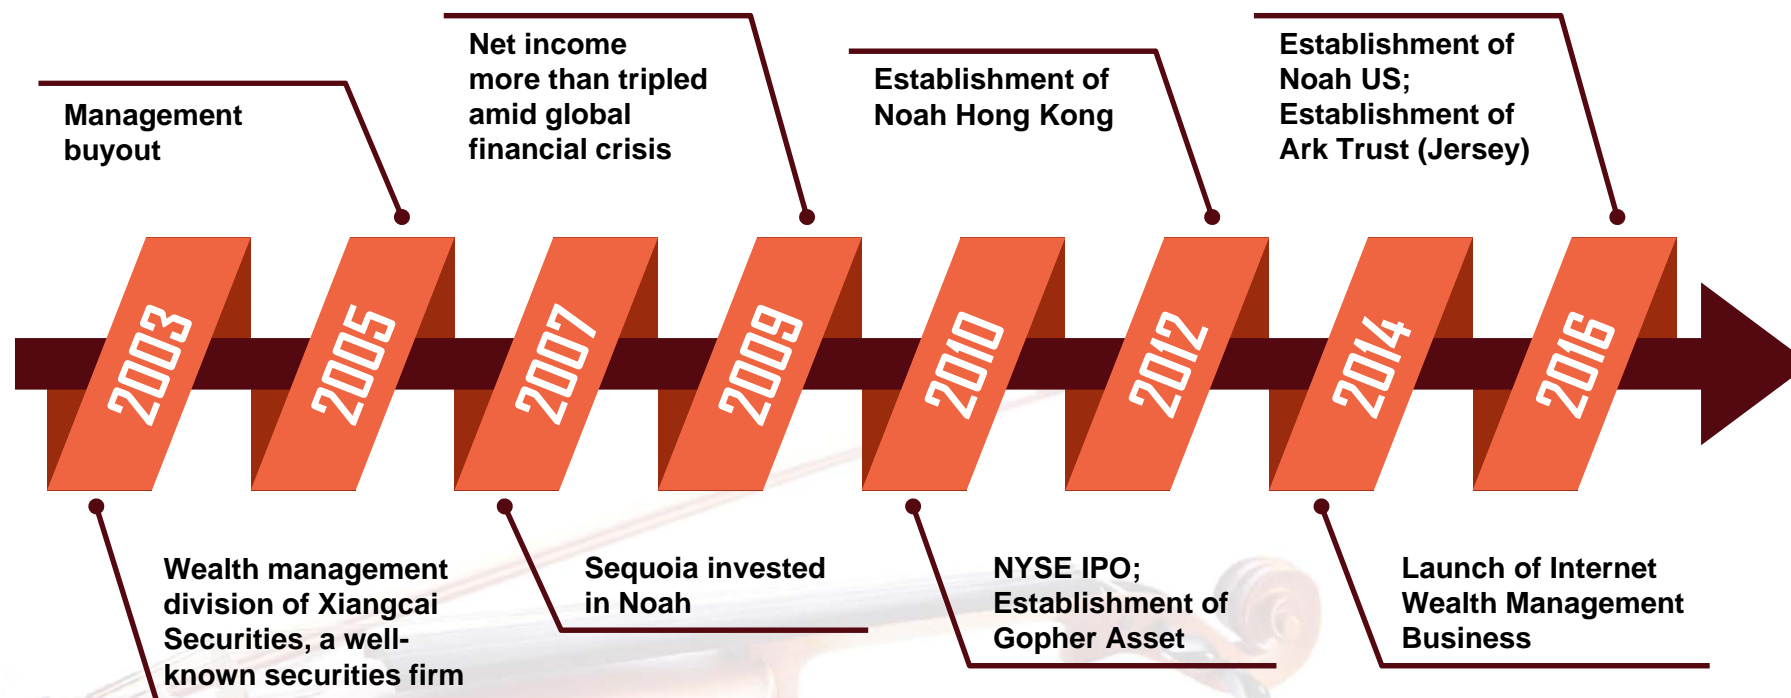 Management
buyout
Net income
more than tripled
amid global
financial crisis
Establishment of
Noah Hong Kong
Establishment of
Noah US;
Establishment of
Ark Trust (Jersey)
2003
2005
2007
2009
2010
2012
2014
2016
Wealth management
division of Xiangcai
Securities, a well-
known securities firm
Sequoia invested
in Noah
NYSE IPO;
Establishment of
Gopher Asset
Launch of Internet
Wealth Management
Business